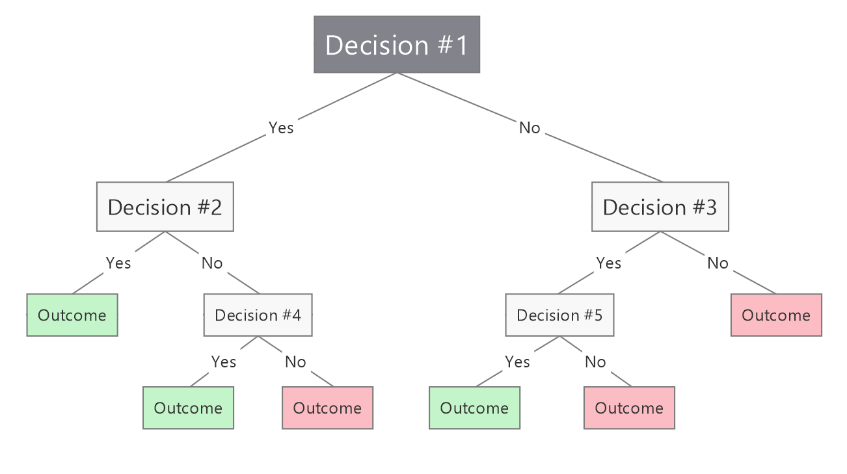 Decision #1
Yes
No
Decision #2
Decision #3
Yes
No
Yes
No
Outcome
Decision #4
Decision #5
Outcome
Yes
No
Yes
No
Outcome
Outcome
Outcome
Outcome